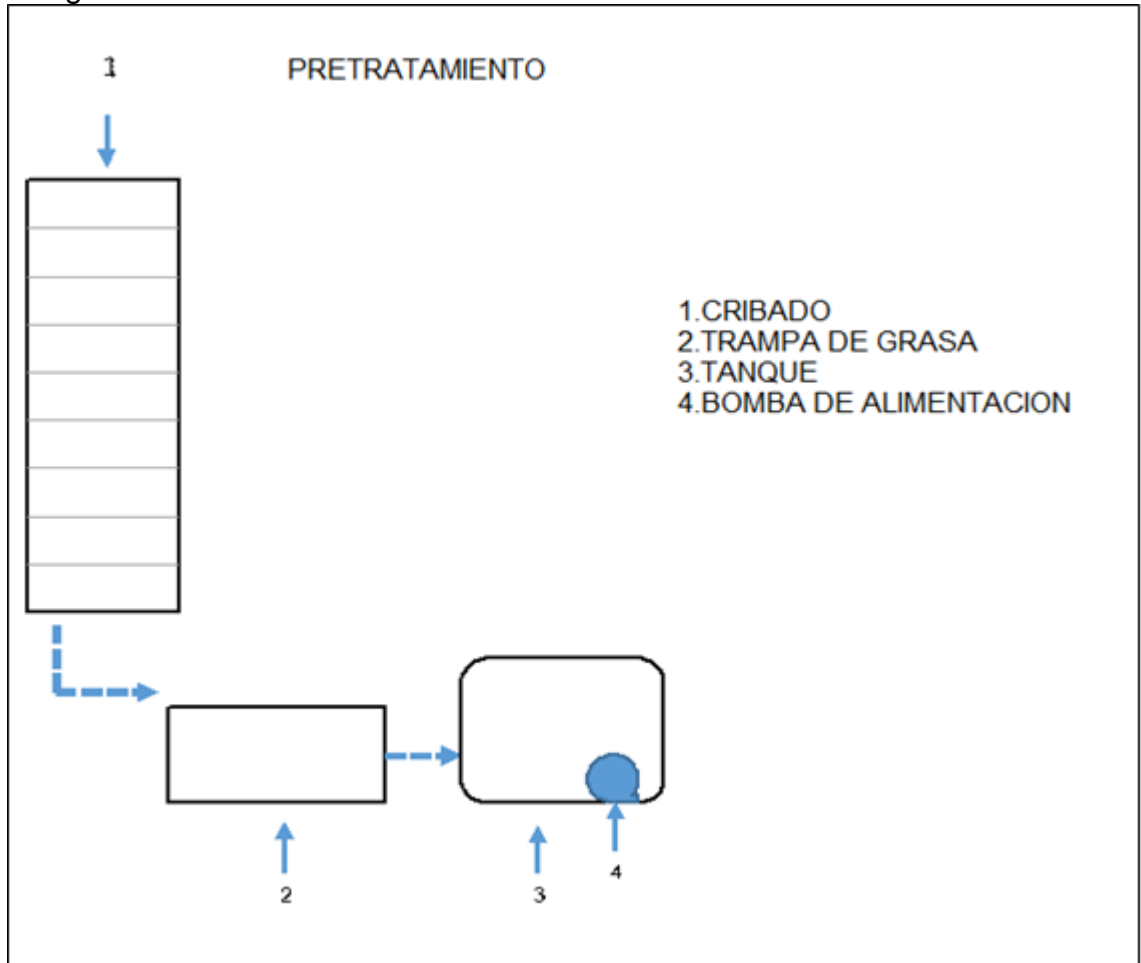 1
PRETRATAMIENTO
1.CRIBADO
2.TRAMPA DE GRASA
3.TANQUE
4.BOMBA DE ALIMENTACION
2
3
4